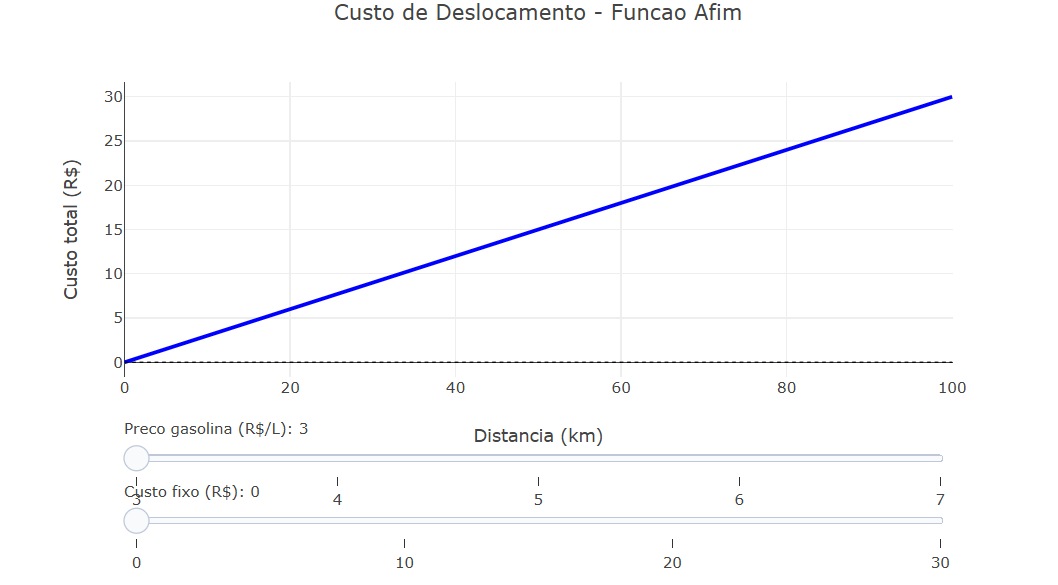 Custo de Deslocamento - Funcao Afim
Custo total (R$)
30
25
20
15
10
5
0
0 20 40 60 80 100
Distancia (km)
Preco gasolina (R$/L): 3
3 4 5 6 7
Custo fixo (R$): 0
0 10 20 30